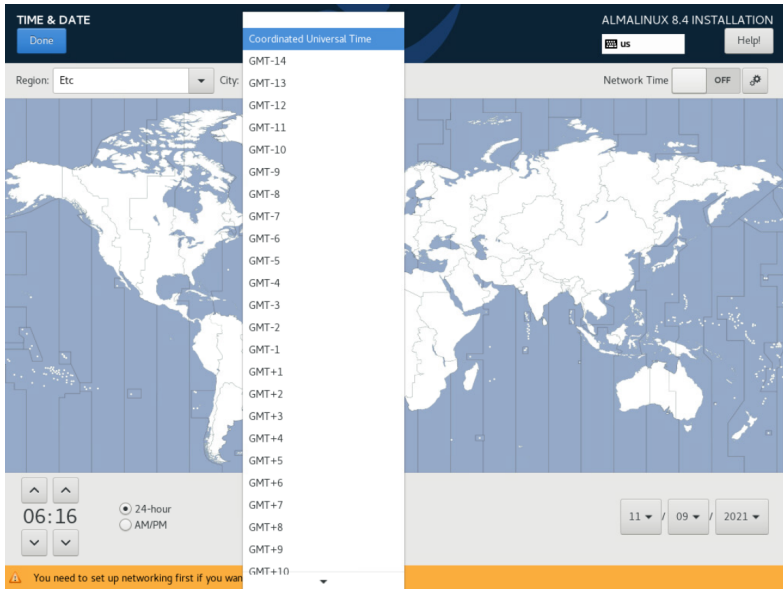 TIME & DATE
ALMALINUX 8.4 INSTALLATION
Done
us
Help!
Region:
Etc
City:
Network Time
OFF
Coordinated Universal Time
GMT-14
GMT-13
GMT-12
GMT-11
GMT-10
GMT-9
GMT-8
GMT-7
GMT-6
GMT-5
GMT-4
GMT-3
GMT-2
GMT-1
GMT+1
GMT+2
GMT+3
GMT+4
GMT+5
GMT+6
GMT+7
GMT+8
GMT+9
GMT+10
06:16
24-hour
AM/PM
11 / 09 / 2021
You need to set up networking first if you wan